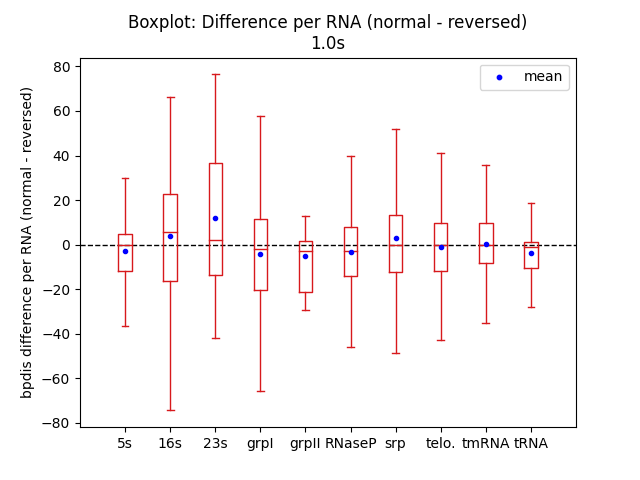 Boxplot: Difference per RNA (normal - reversed)
1.0s
bpdis difference per RNA (normal - reversed)
80
60
40
20
0
−20
−40
−60
−80
mean
5s 16s 23s grpI grpII RNaseP srp telo. tmRNA tRNA